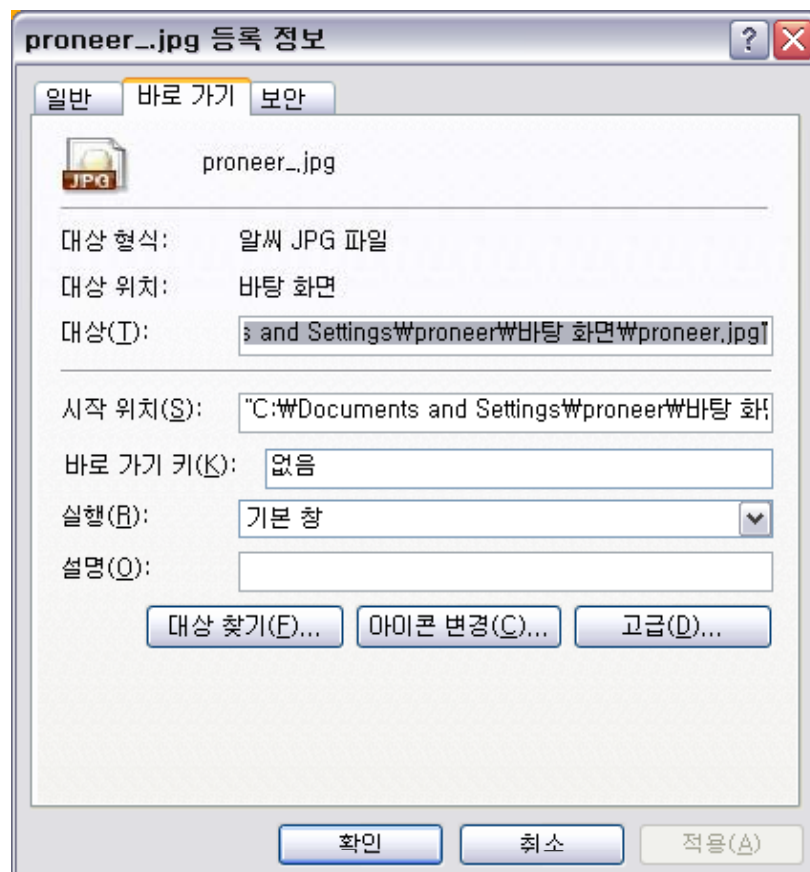 proneer_.jpg 등록 정보
일반 바로 가기 보안
JPG proneer_.jpg
대상 형식: 알씨 JPG 파일
대상 위치: 바탕 화면
대상(T): s and Settings₩proneer₩바탕 화면₩proneer.jpg"
시작 위치(S): "C:₩Documents and Settings₩proneer₩바탕
바로 가기 키(K): 없음
실행(R): 기본 창
설명(O):
대상 찾기(F)... 아이콘 변경(C)... 고급(D)...
확인 취소 적용(A)